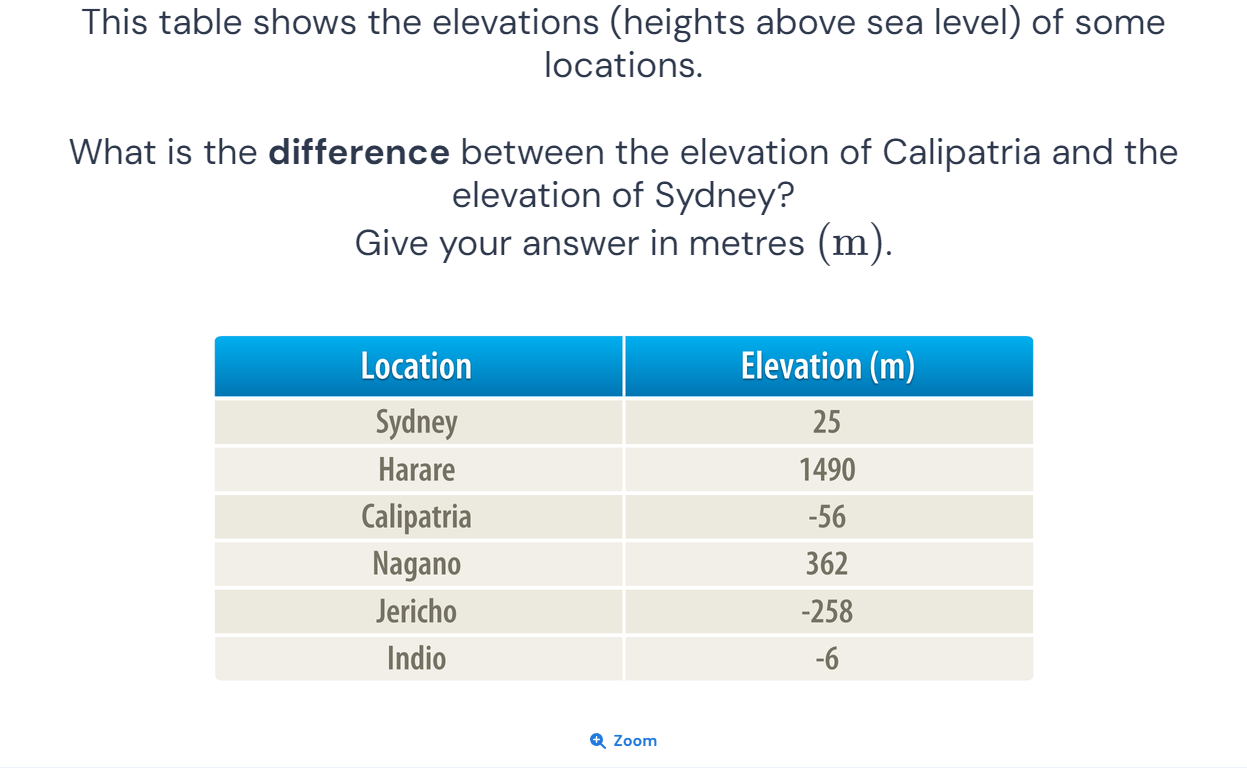 This table shows the elevations (heights above sea level) of some
locations.
What is the difference between the elevation of Calipatria and the
elevation of Sydney?
Give your answer in metres (m).
Location Elevation (m)
Sydney 25
Harare 1490
Calipatria -56
Nagano 362
Jericho -258
Indio -6
Zoom